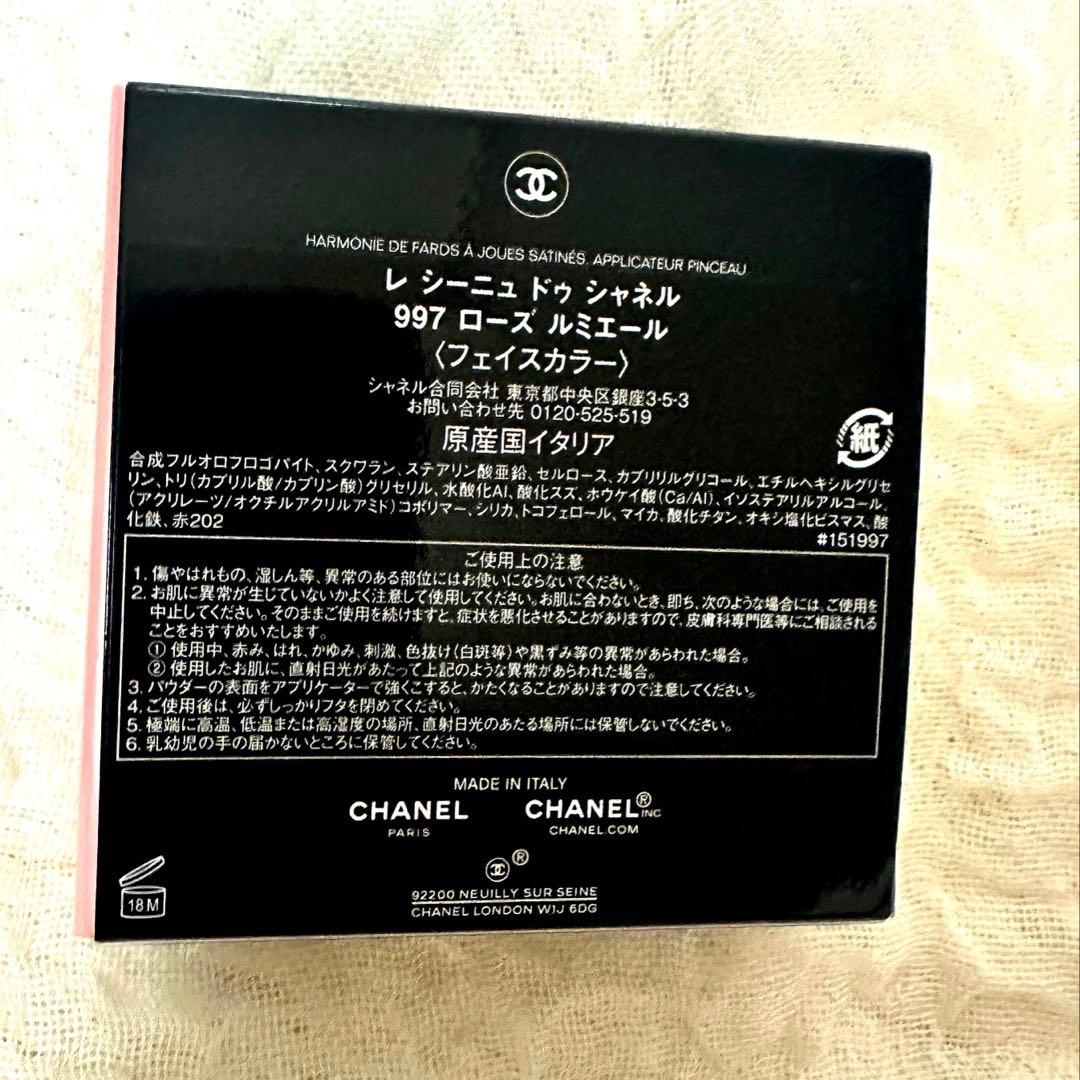 HARMONIE DE FARDS À JOUES SATINÉS, APPLICATEUR PINCEAU
レ シーニュ ドゥ シャネル
997 ローズ ルミエール
〈フェイスカラー〉
シャネル合同会社 東京都中央区銀座3-5-3
お問い合わせ先 0120-525-519
原産国イタリア
紙
合成フルオロフロゴパイト、スクワラン、ステアリン酸亜鉛、セルロース、カプリリルグリコール、エチルヘキシルグリセ
リン、トリ(カプリル酸/カプリン酸)グリセリル、水酸化Al、酸化スズ、ホウケイ酸(Ca/Al)、イソステアリルアルコール、
(アクリレーツ/オクチルアクリルアミド)コポリマー、シリカ、トコフェロール、マイカ、酸化チタン、オキシ塩化ビスマス、酸
化鉄、赤202
#151997
ご使用上の注意
1. 傷やはれもの、湿しん等、異常のある部位にはお使いにならないでください。
2. お肌に異常が生じていないかよく注意して使用してください。お肌に合わないとき、即ち、次のような場合には、ご使用を
中止してください。そのままご使用を続けますと、症状を悪化させることがありますので、皮膚科専門医等にご相談される
ことをおすすめいたします。
① 使用中、赤み、はれ、かゆみ、刺激、色抜け(白斑等)や黒ずみ等の異常があらわれた場合。
② 使用したお肌に、直射日光があたって上記のような異常があらわれた場合。
3. パウダーの表面をアプリケーターで強くこすると、かたくなることがありますので注意してください。
4. ご使用後は、必ずしっかりフタを閉めてください。
5. 極端に高温、低温または高湿度の場所、直射日光のあたる場所には保管しないでください。
6. 乳幼児の手の届かないところに保管してください。
MADE IN ITALY
CHANEL
PARIS
CHANEL® INC
CHANEL.COM
®
92200 NEUILLY SUR SEINE
CHANEL LONDON W1J 6DG
18 M